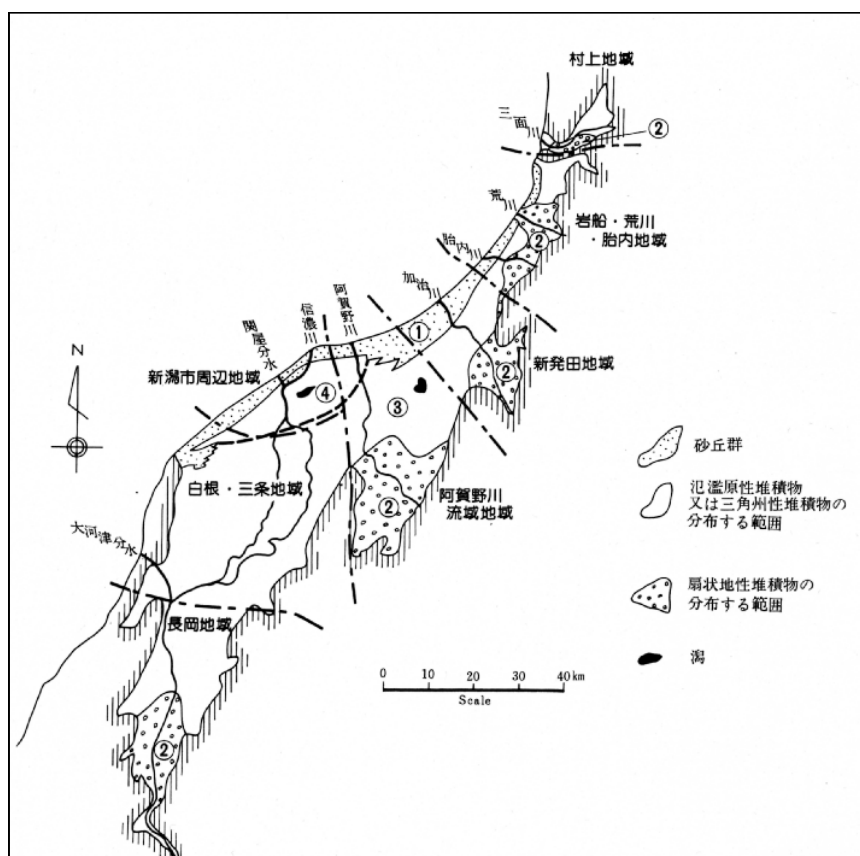 村上地域
三面川
②
荒川
岩船・荒川
・胎内地域
②
胎内川
加治川
①
阿賀野川
信濃川
関屋分水
N
新潟市周辺地域
新発田地域
②
④
③
砂丘群
白根・三条地域
阿賀野川
流域地域
②
氾濫原性堆積物
又は三角州性堆積物の
分布する範囲
大河津分水
扇状地性堆積物の
分布する範囲
長岡地域
潟
0 10 20 30 40km
Scale
②